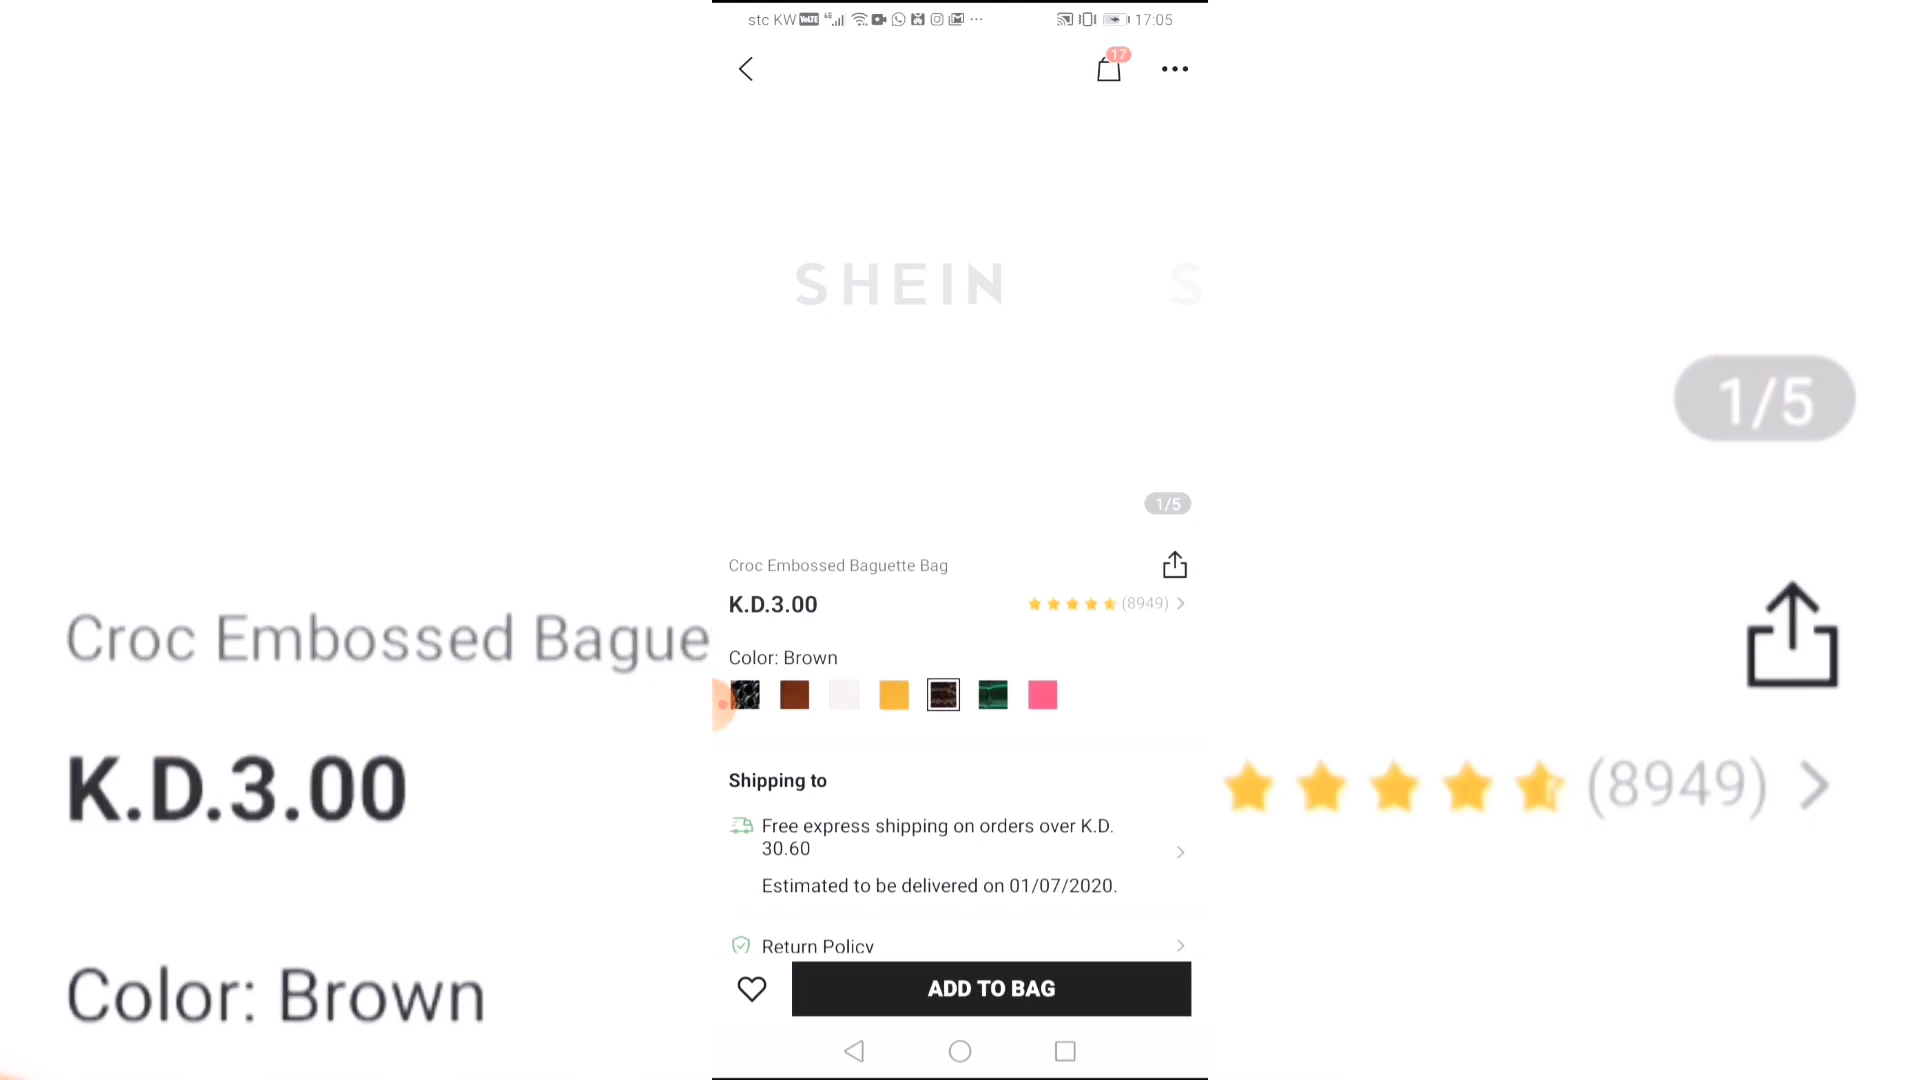 stc KW VoLTE 4G 17:05
17
SHEIN S
1/5
Croc Embossed Baguette Bag
K.D.3.00 (8949)
Color: Brown
Shipping to
Free express shipping on orders over K.D.
30.60
Estimated to be delivered on 01/07/2020.
Return Policy
ADD TO BAG
1/5
Croc Embossed Bague
K.D.3.00 (8949)
Color: Brown